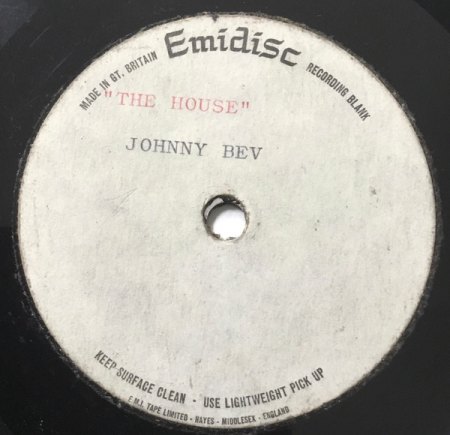 Emidisc
MADE IN GT. BRITAIN
RECORDING BLANK
"THE HOUSE"
JOHNNY BEV
KEEP SURFACE CLEAN - USE LIGHTWEIGHT PICK UP
E.M.I. TAPE LIMITED - HAYES - MIDDLESEX - ENGLAND